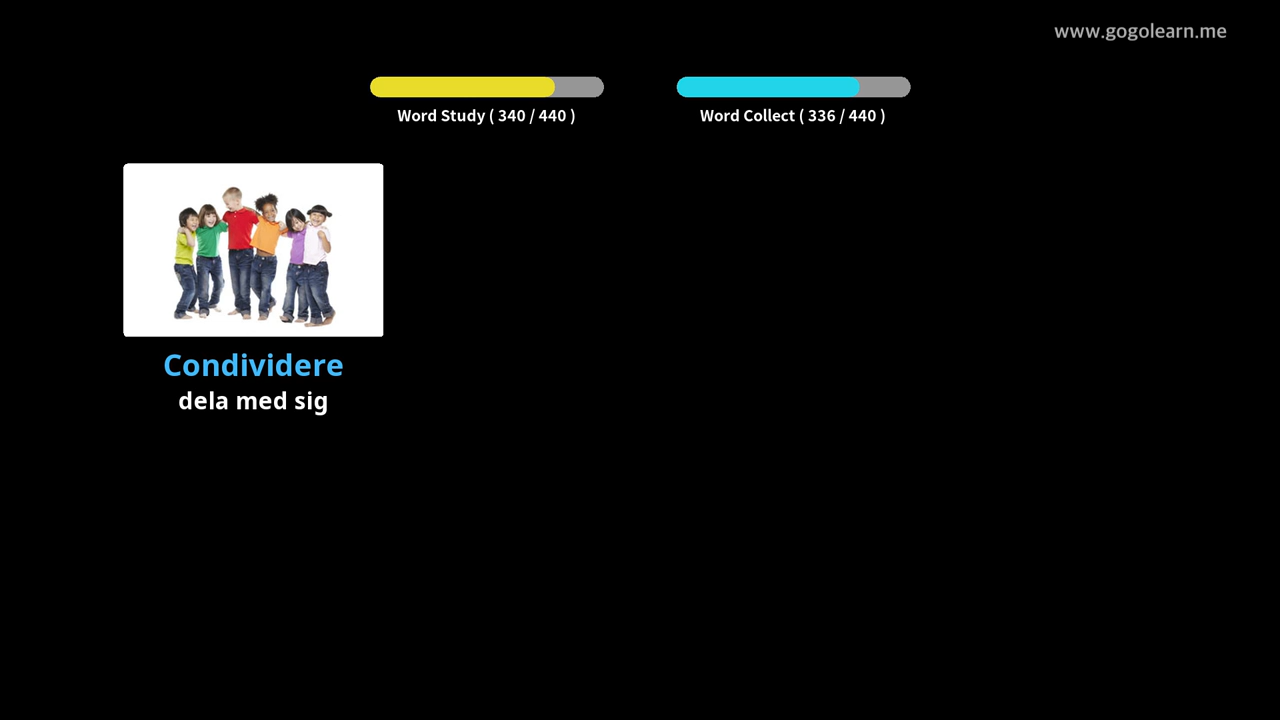 www.gogolearn.me
Word Study ( 340 / 440 )
Word Collect ( 336 / 440 )
Condividere
dela med sig